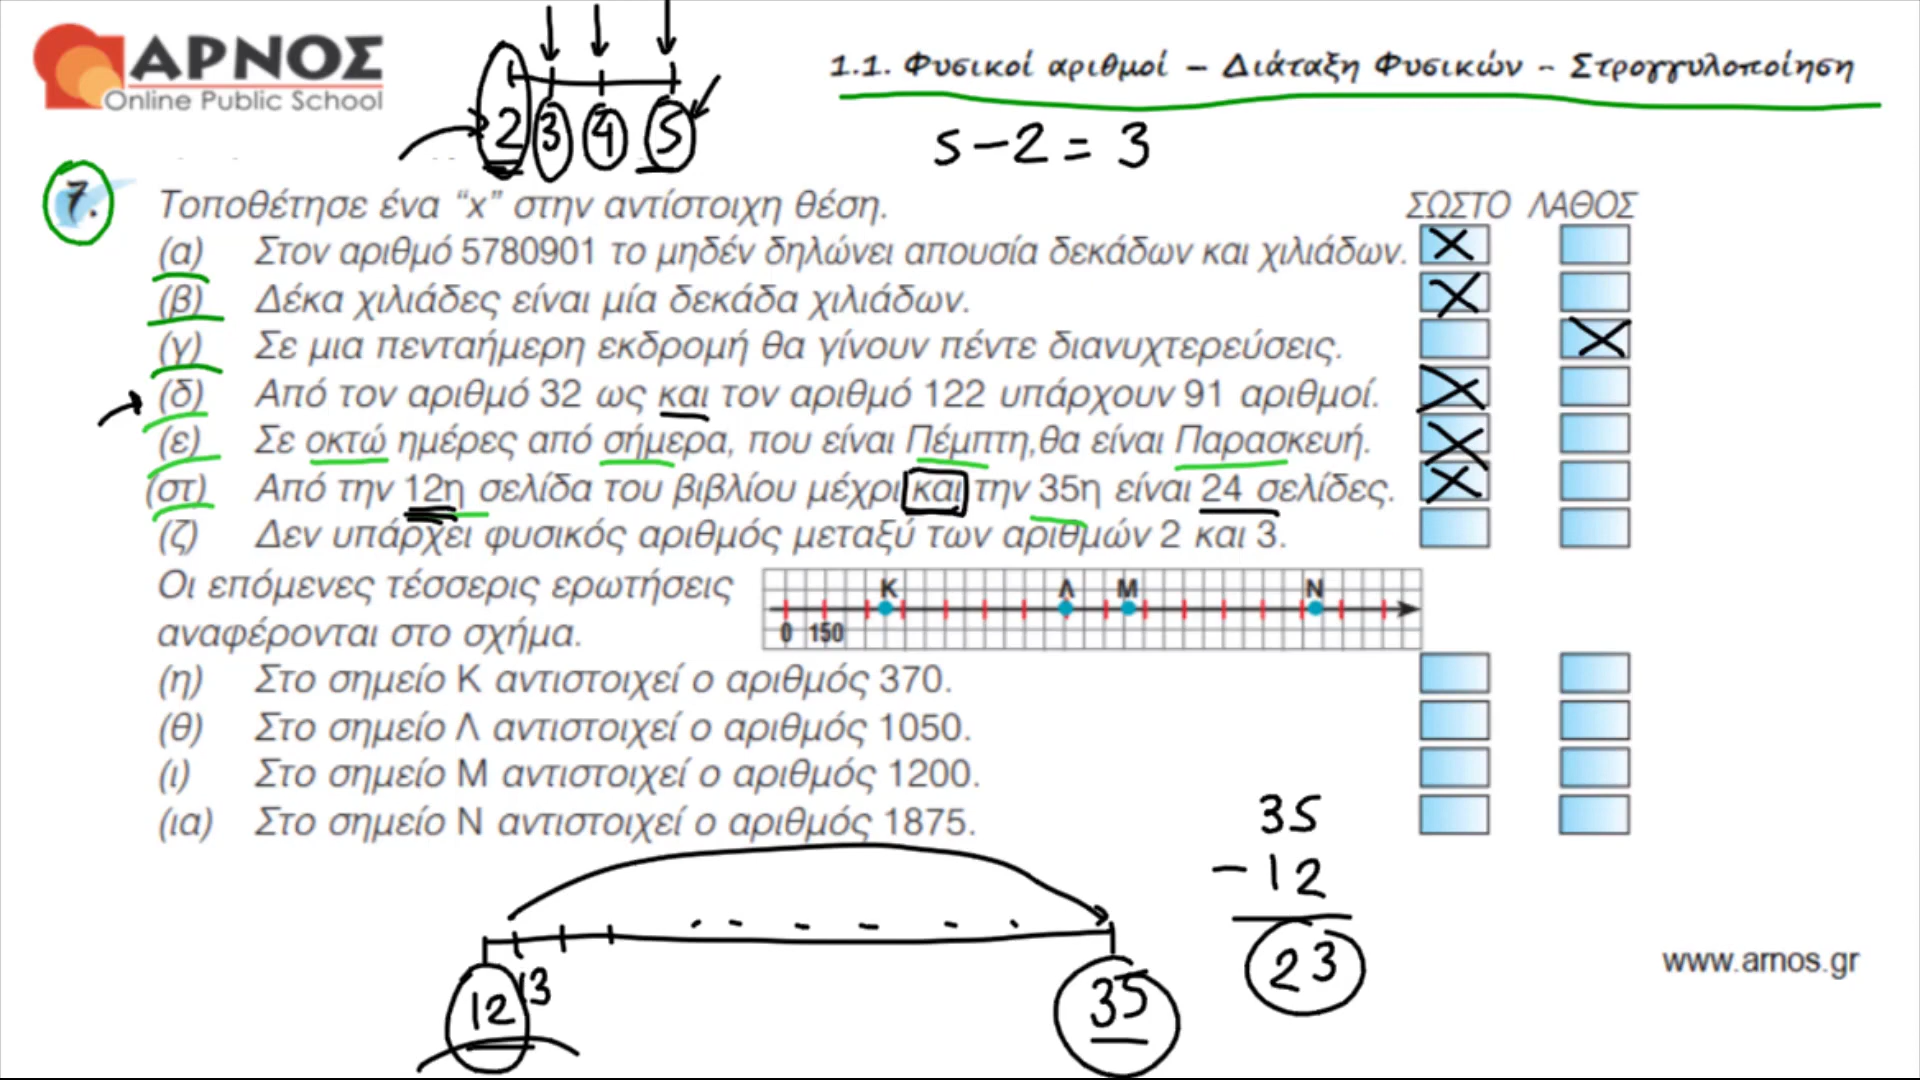 ΑΡΝΟΣ
Online Public School
1.1. Φυσικοί αριθμοί – Διάταξη Φυσικών - Στρογγυλοποίηση
2 3 4 5
5 - 2 = 3
7.
Τοποθέτησε ένα “x” στην αντίστοιχη θέση. ΣΩΣΤΟ ΛΑΘΟΣ
(α) Στον αριθμό 5780901 το μηδέν δηλώνει απουσία δεκάδων και χιλιάδων. X
(β) Δέκα χιλιάδες είναι μία δεκάδα χιλιάδων. X
(γ) Σε μια πενταήμερη εκδρομή θα γίνουν πέντε διανυχτερεύσεις. X
(δ) Από τον αριθμό 32 ως και τον αριθμό 122 υπάρχουν 91 αριθμοί. X
(ε) Σε οκτώ ημέρες από σήμερα, που είναι Πέμπτη,θα είναι Παρασκευή. X
(στ) Από την 12η σελίδα του βιβλίου μέχρι και την 35η είναι 24 σελίδες. X
(ζ) Δεν υπάρχει φυσικός αριθμός μεταξύ των αριθμών 2 και 3.
Οι επόμενες τέσσερις ερωτήσεις
αναφέρονται στο σχήμα.
Κ Λ Μ Ν
0 150
(η) Στο σημείο Κ αντιστοιχεί ο αριθμός 370.
(θ) Στο σημείο Λ αντιστοιχεί ο αριθμός 1050.
(ι) Στο σημείο Μ αντιστοιχεί ο αριθμός 1200.
(ια) Στο σημείο Ν αντιστοιχεί ο αριθμός 1875.
35
- 12
23
12 13 35
www.arnos.gr